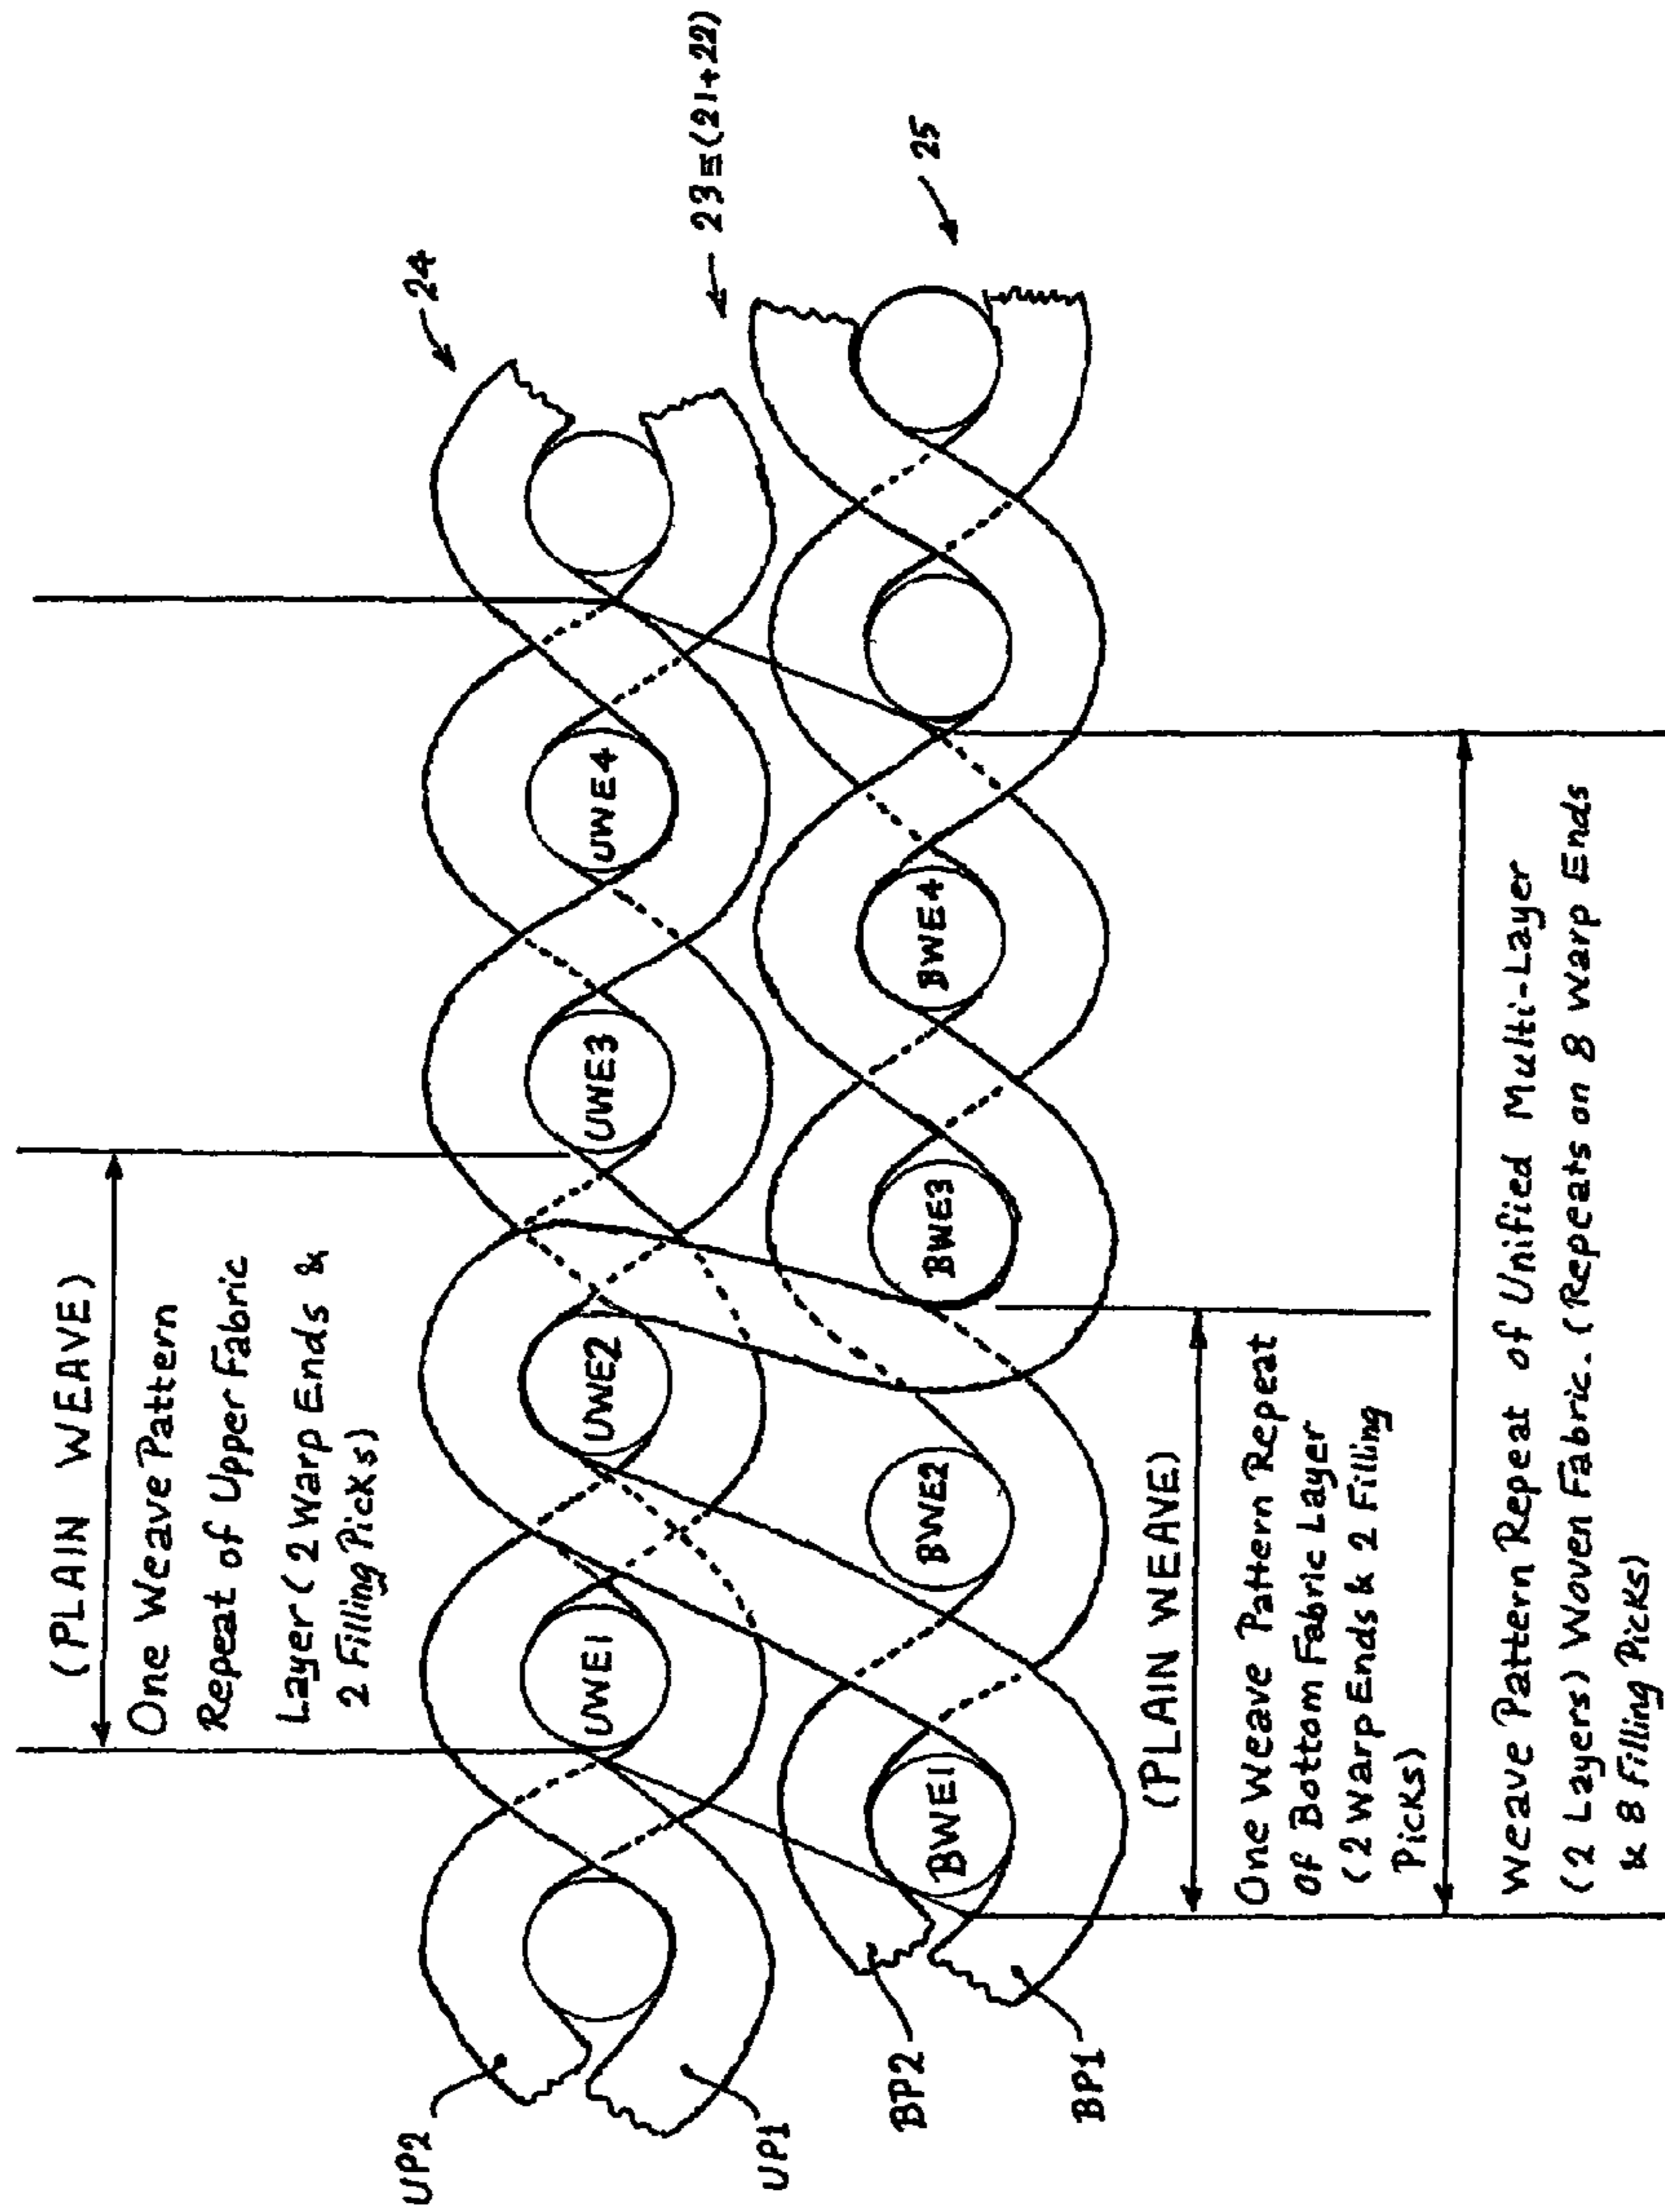 (PLAIN WEAVE)
One Weave Pattern
Repeat of Upper Fabric
Layer (2 Warp Ends &
2 Filling Picks)
24
23≡(21+22)
25
UP2
UP1
UWE1
UWE2
UWE3
UWE4
BP2
BP1
BWE1
BWE2
BWE3
BWE4
(PLAIN WEAVE)
One Weave Pattern Repeat
of Bottom Fabric Layer
(2 Warp Ends & 2 Filling
Picks)
Weave Pattern Repeat of Unified Multi-Layer
(2 Layers) Woven Fabric. (Repeats on 8 Warp Ends
& 8 Filling Picks)